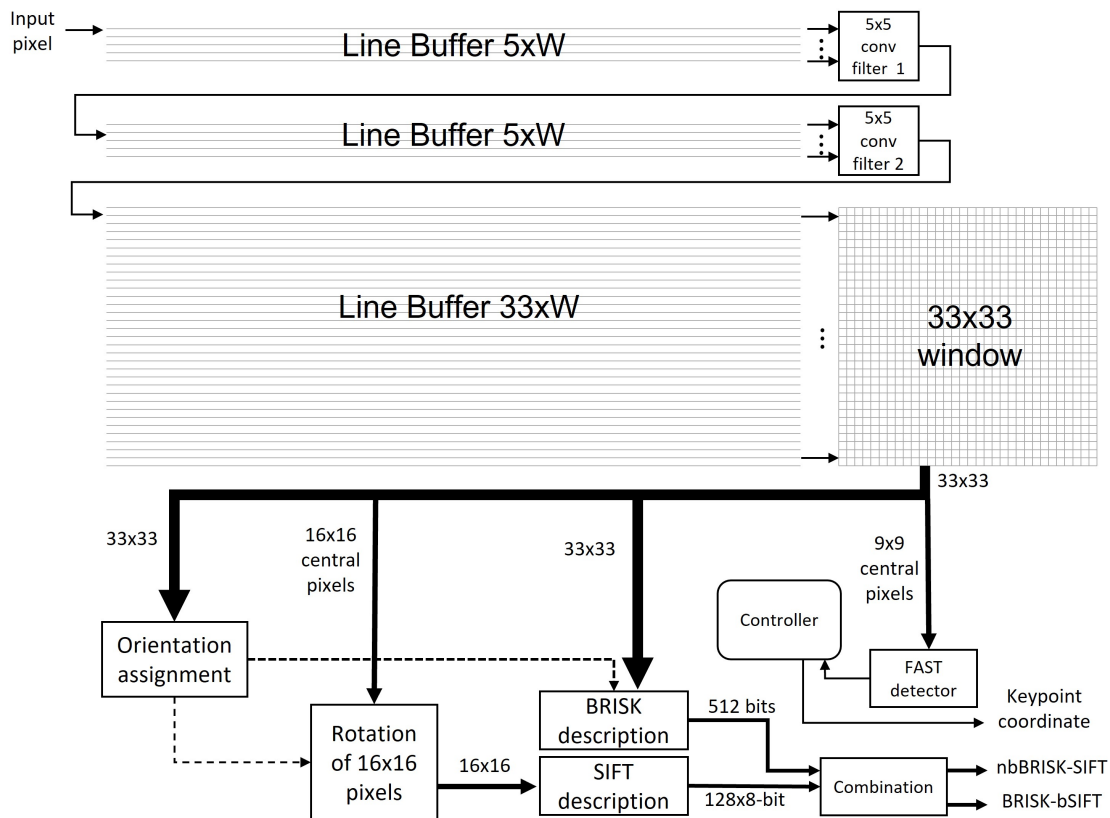 Input
pixel
Line Buffer 5xW
5x5
conv
filter 1
Line Buffer 5xW
5x5
conv
filter 2
Line Buffer 33xW
33x33
window
33x33
33x33
16x16
central
pixels
33x33
9x9
central
pixels
Controller
Orientation
assignment
FAST
detector
Keypoint
coordinate
BRISK
description
512 bits
Rotation
of 16x16
pixels
16x16
SIFT
description
128x8-bit
Combination
nbBRISK-SIFT
BRISK-bSIFT